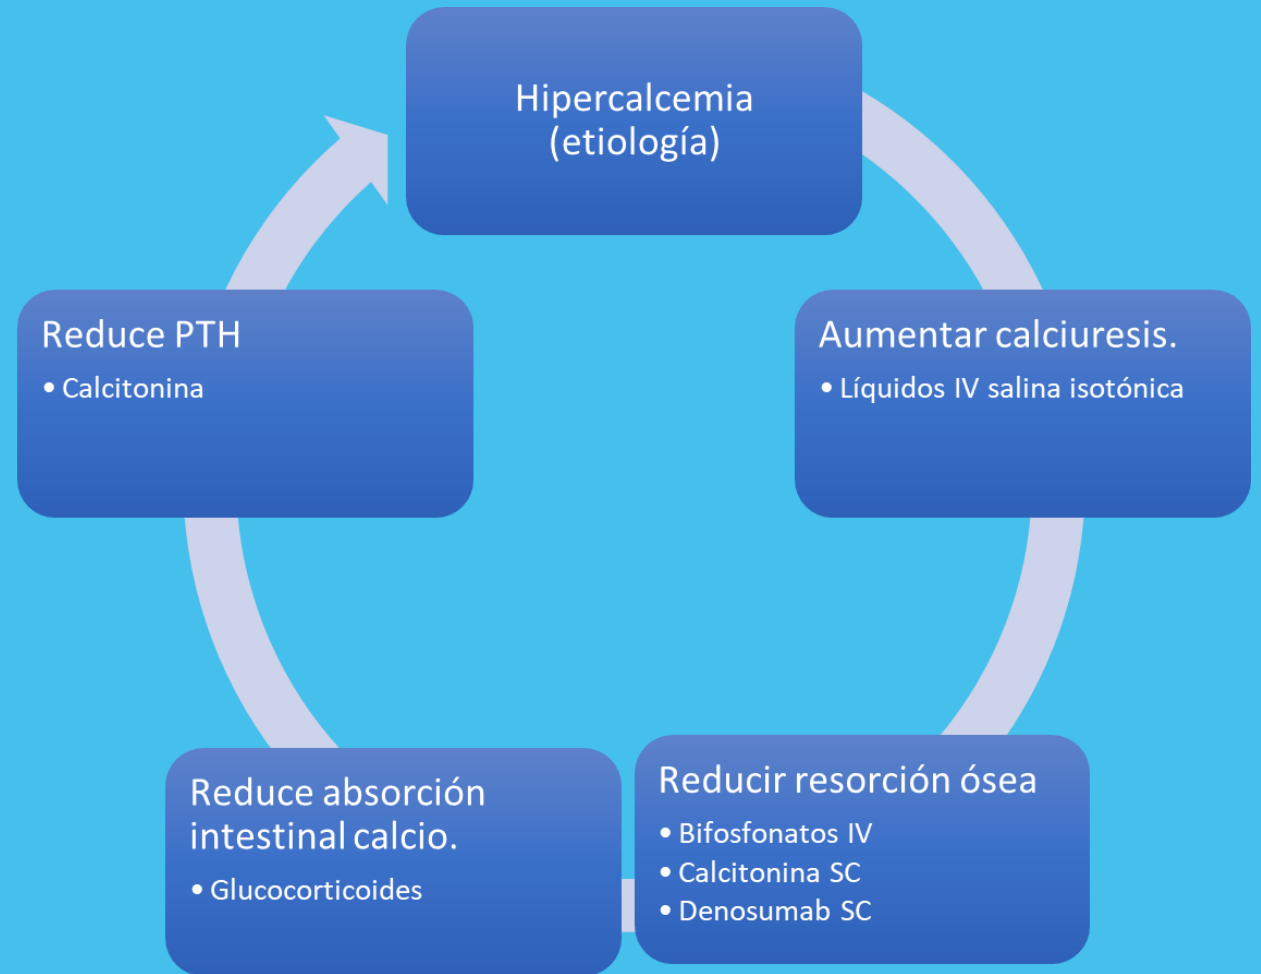 Hipercalcemia
(etiología)
Aumentar calciuresis.
• Líquidos IV salina isotónica
Reducir resorción ósea
• Bifosfonatos IV
• Calcitonina SC
• Denosumab SC
Reduce absorción
intestinal calcio.
• Glucocorticoides
Reduce PTH
• Calcitonina